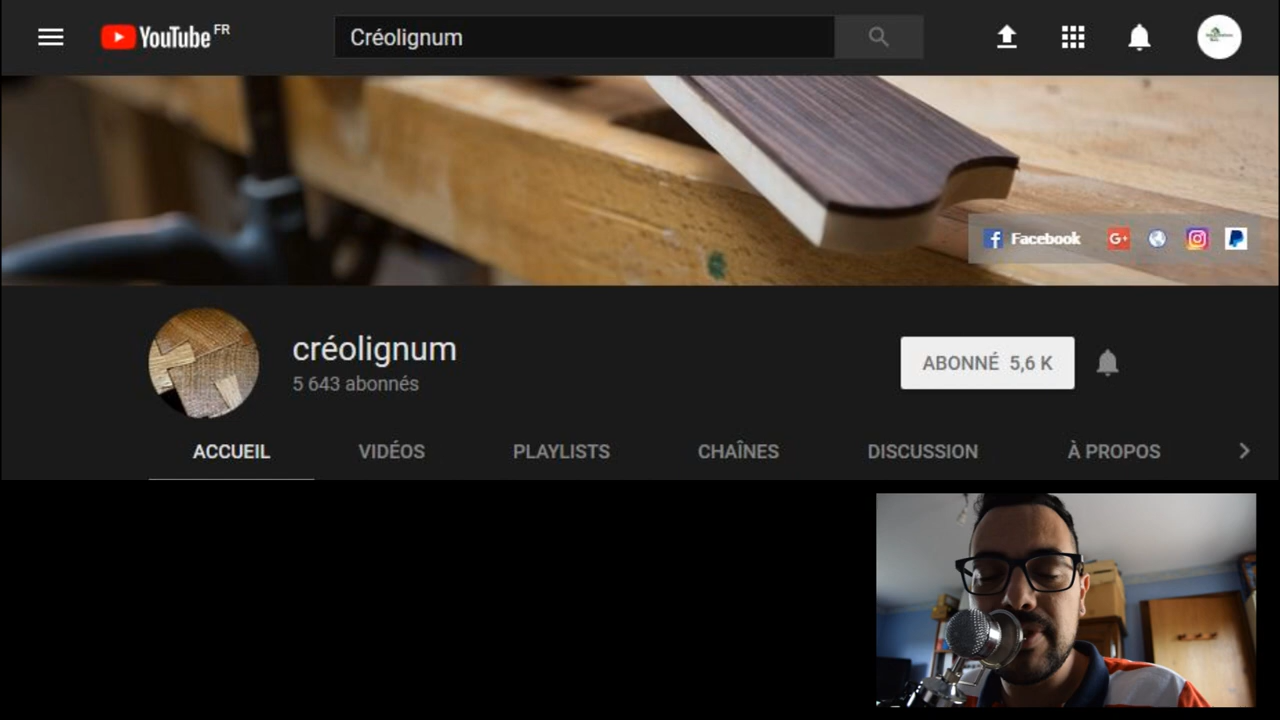 YouTube FR
Créolignum
Facebook
G+
créolignum
5 643 abonnés
ABONNÉ 5,6 K
ACCUEIL VIDÉOS PLAYLISTS CHAÎNES DISCUSSION À PROPOS